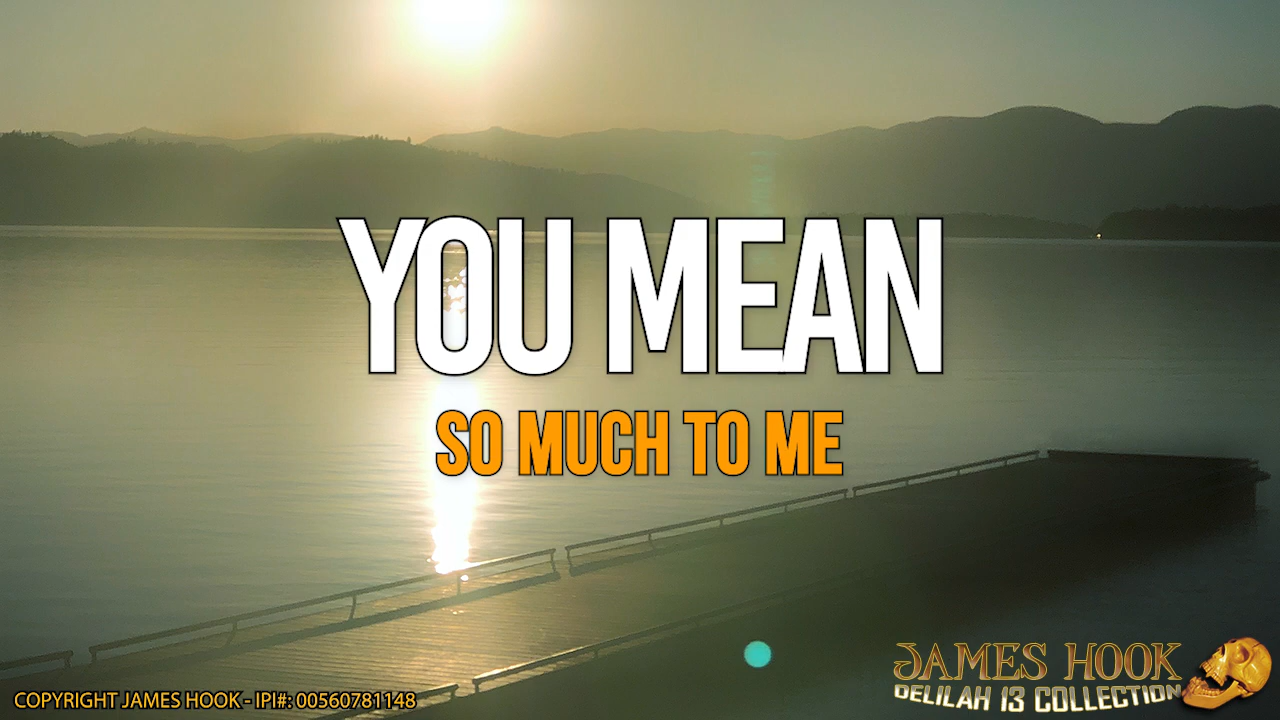 YOU MEAN
SO MUCH TO ME
JAMES HOOK
DELILAH 13 COLLECTION
COPYRIGHT JAMES HOOK - IPI#: 00560781148